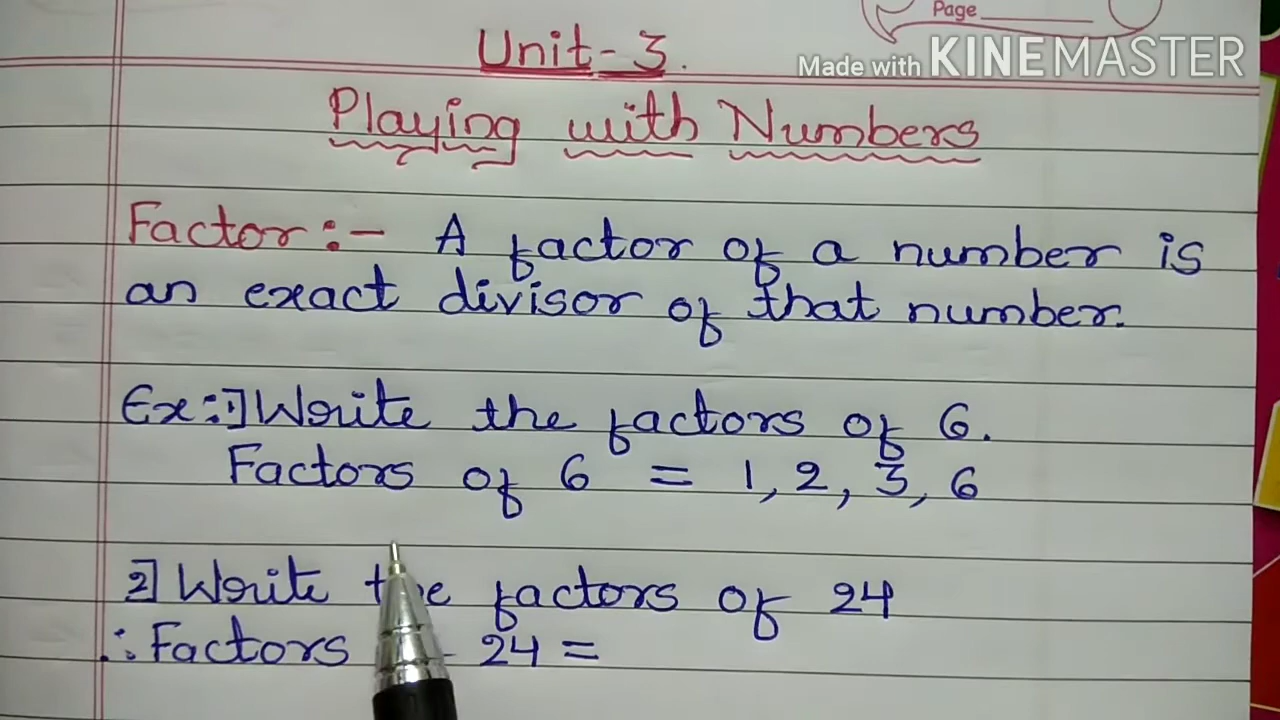 Page
Made with KINEMASTER
Unit-3.
Playing with Numbers
Factor:- A factor of a number is
an exact divisor of that number.
Ex:1] Write the factors of 6.
Factors of 6 = 1, 2, 3, 6
2] Write the factors of 24
∴ Factors 24 =